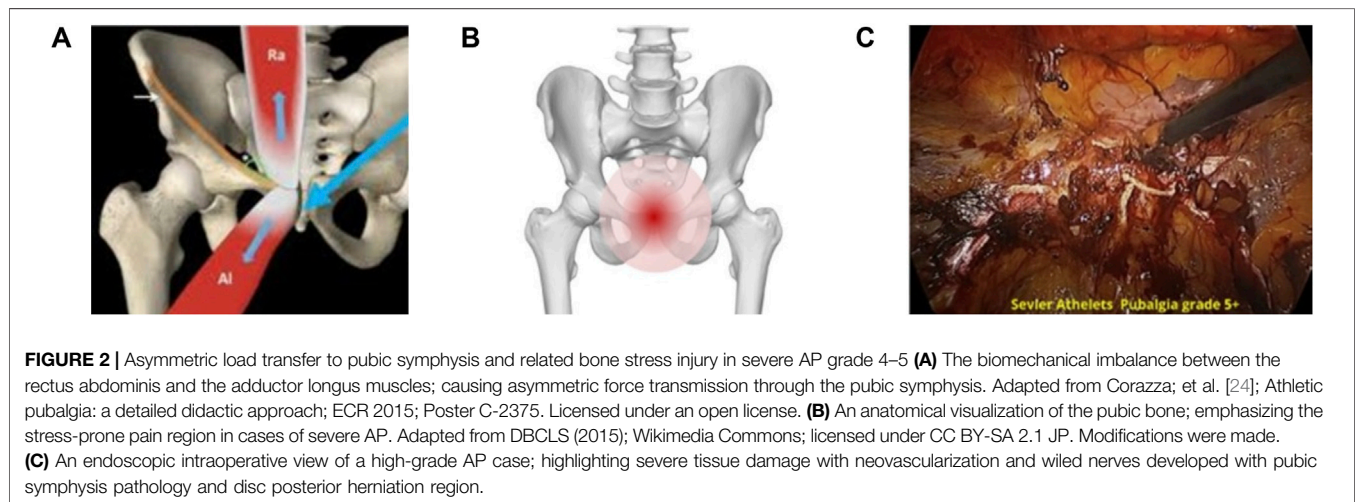 A
B
C
Ra
Al
Sevler Athelets Pubalgia grade 5+
FIGURE 2 | Asymmetric load transfer to pubic symphysis and related bone stress injury in severe AP grade 4–5 (A) The biomechanical imbalance between the
rectus abdominis and the adductor longus muscles; causing asymmetric force transmission through the pubic symphysis. Adapted from Corazza; et al. [24]; Athletic
pubalgia: a detailed didactic approach; ECR 2015; Poster C-2375. Licensed under an open license. (B) An anatomical visualization of the pubic bone; emphasizing the
stress-prone pain region in cases of severe AP. Adapted from DBCLS (2015); Wikimedia Commons; licensed under CC BY-SA 2.1 JP. Modifications were made.
(C) An endoscopic intraoperative view of a high-grade AP case; highlighting severe tissue damage with neovascularization and wiled nerves developed with pubic
symphysis pathology and disc posterior herniation region.